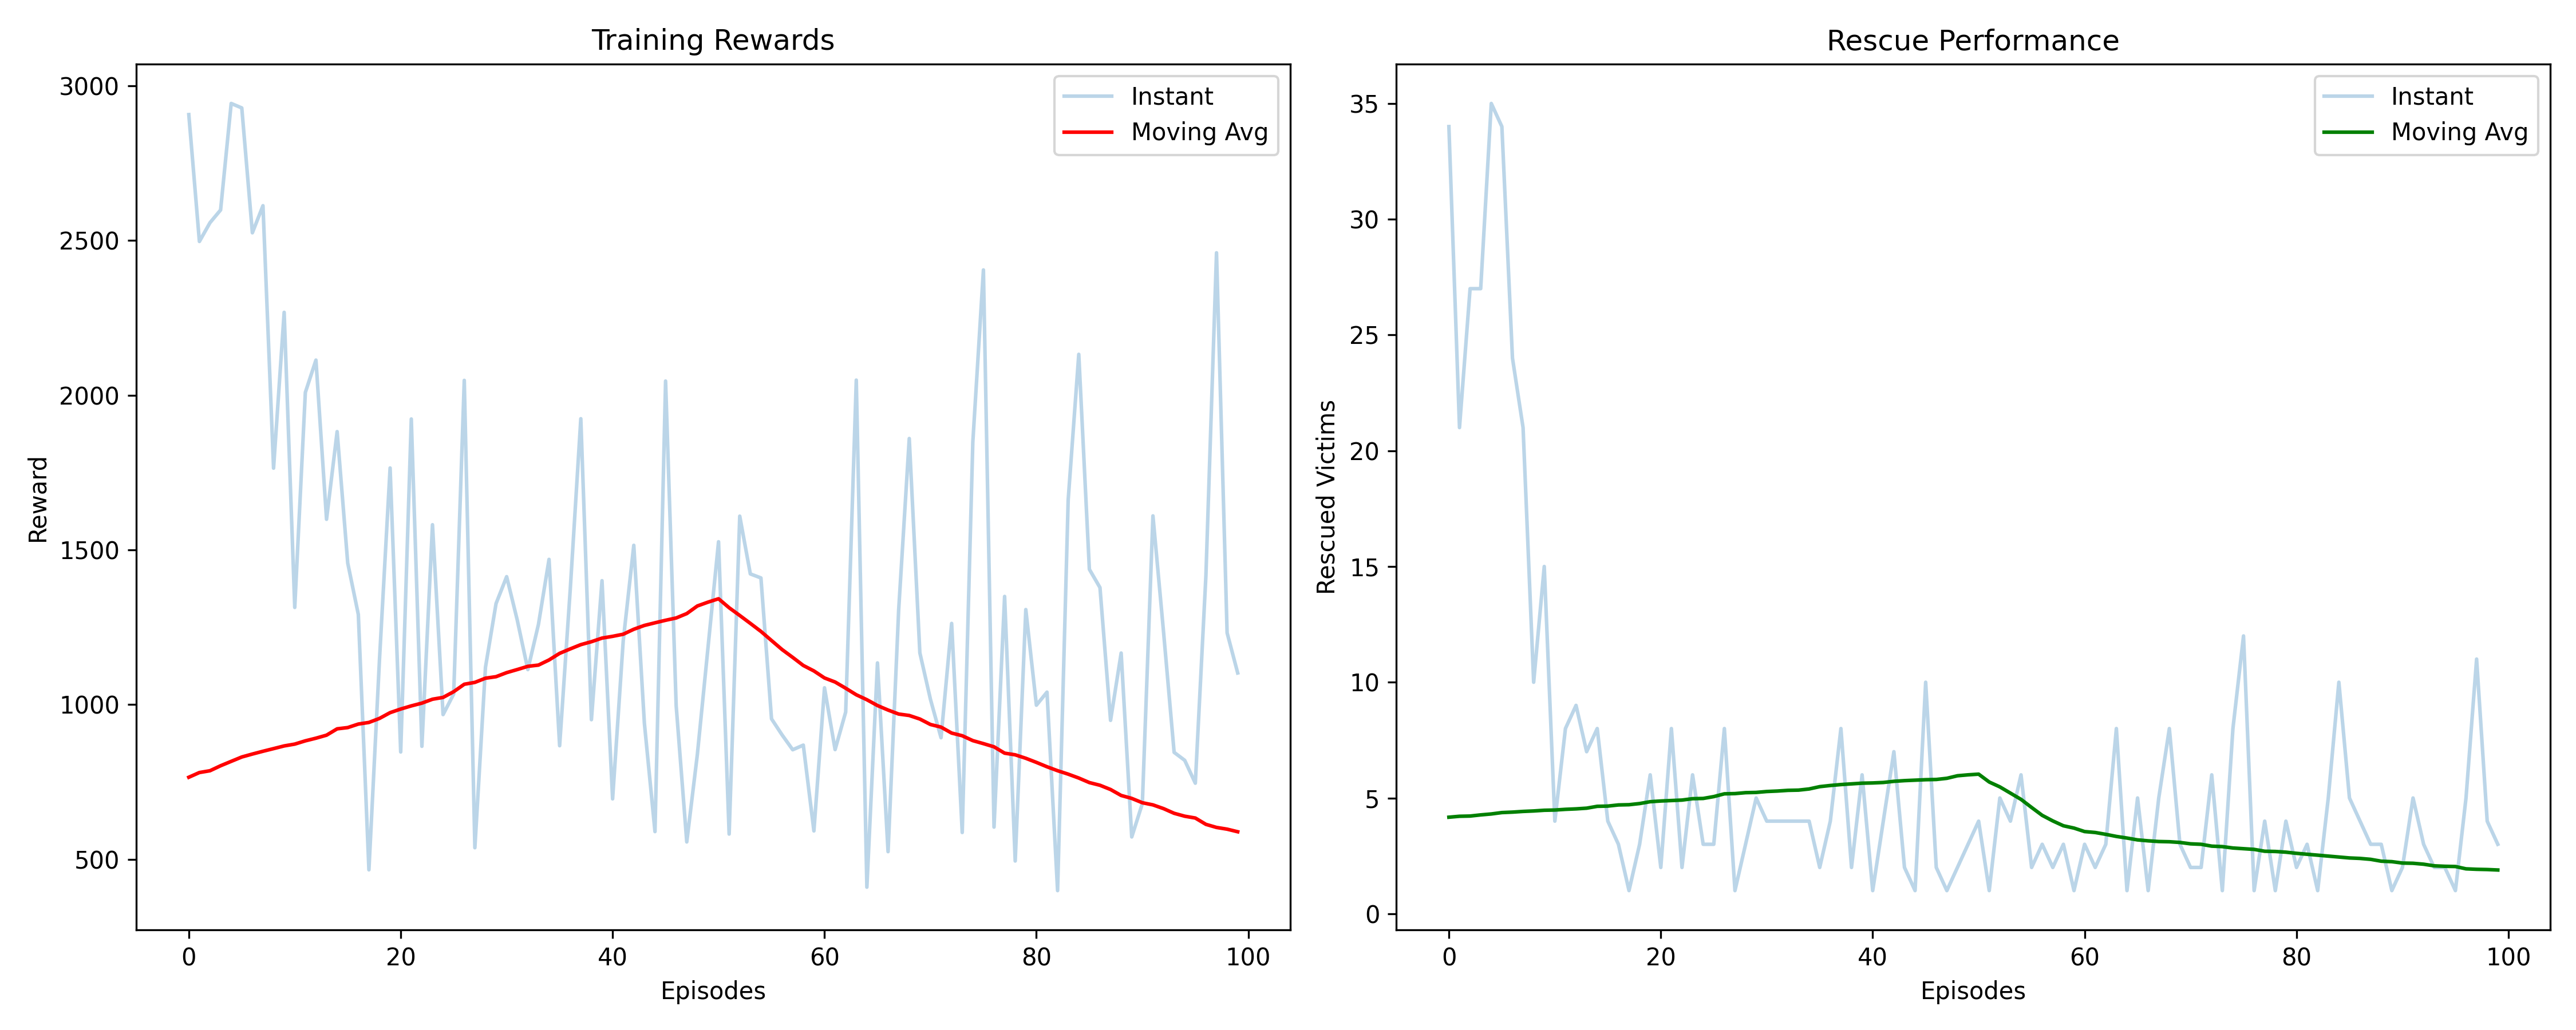 Training Rewards
Reward
3000
2500
2000
1500
1000
500
0 20 40 60 80 100
Episodes
Instant
Moving Avg
Rescue Performance
Rescued Victims
35
30
25
20
15
10
5
0
0 20 40 60 80 100
Episodes
Instant
Moving Avg